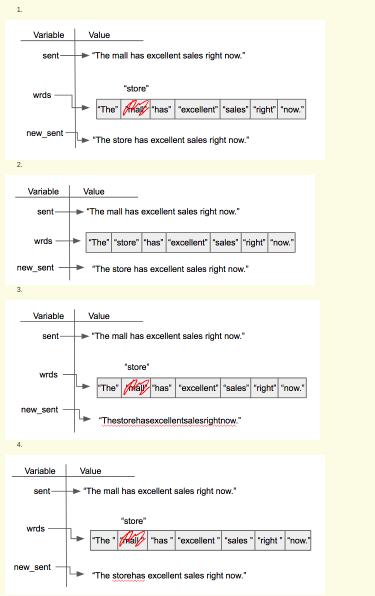 1.
Variable Value
sent "The mall has excellent sales right now."
"store"
wrds "The" "mall" "has" "excellent" "sales" "right" "now."
new_sent "The store has excellent sales right now."
2.
Variable Value
sent "The mall has excellent sales right now."
wrds "The" "store" "has" "excellent" "sales" "right" "now."
new_sent "The store has excellent sales right now."
3.
Variable Value
sent "The mall has excellent sales right now."
"store"
wrds "The" "mall" "has" "excellent" "sales" "right" "now."
new_sent "Thestorehasexcellentsalesrightnow."
4.
Variable Value
sent "The mall has excellent sales right now."
"store"
wrds "The " "mall" "has " "excellent " "sales " "right " "now."
new_sent "The storehas excellent sales right now."